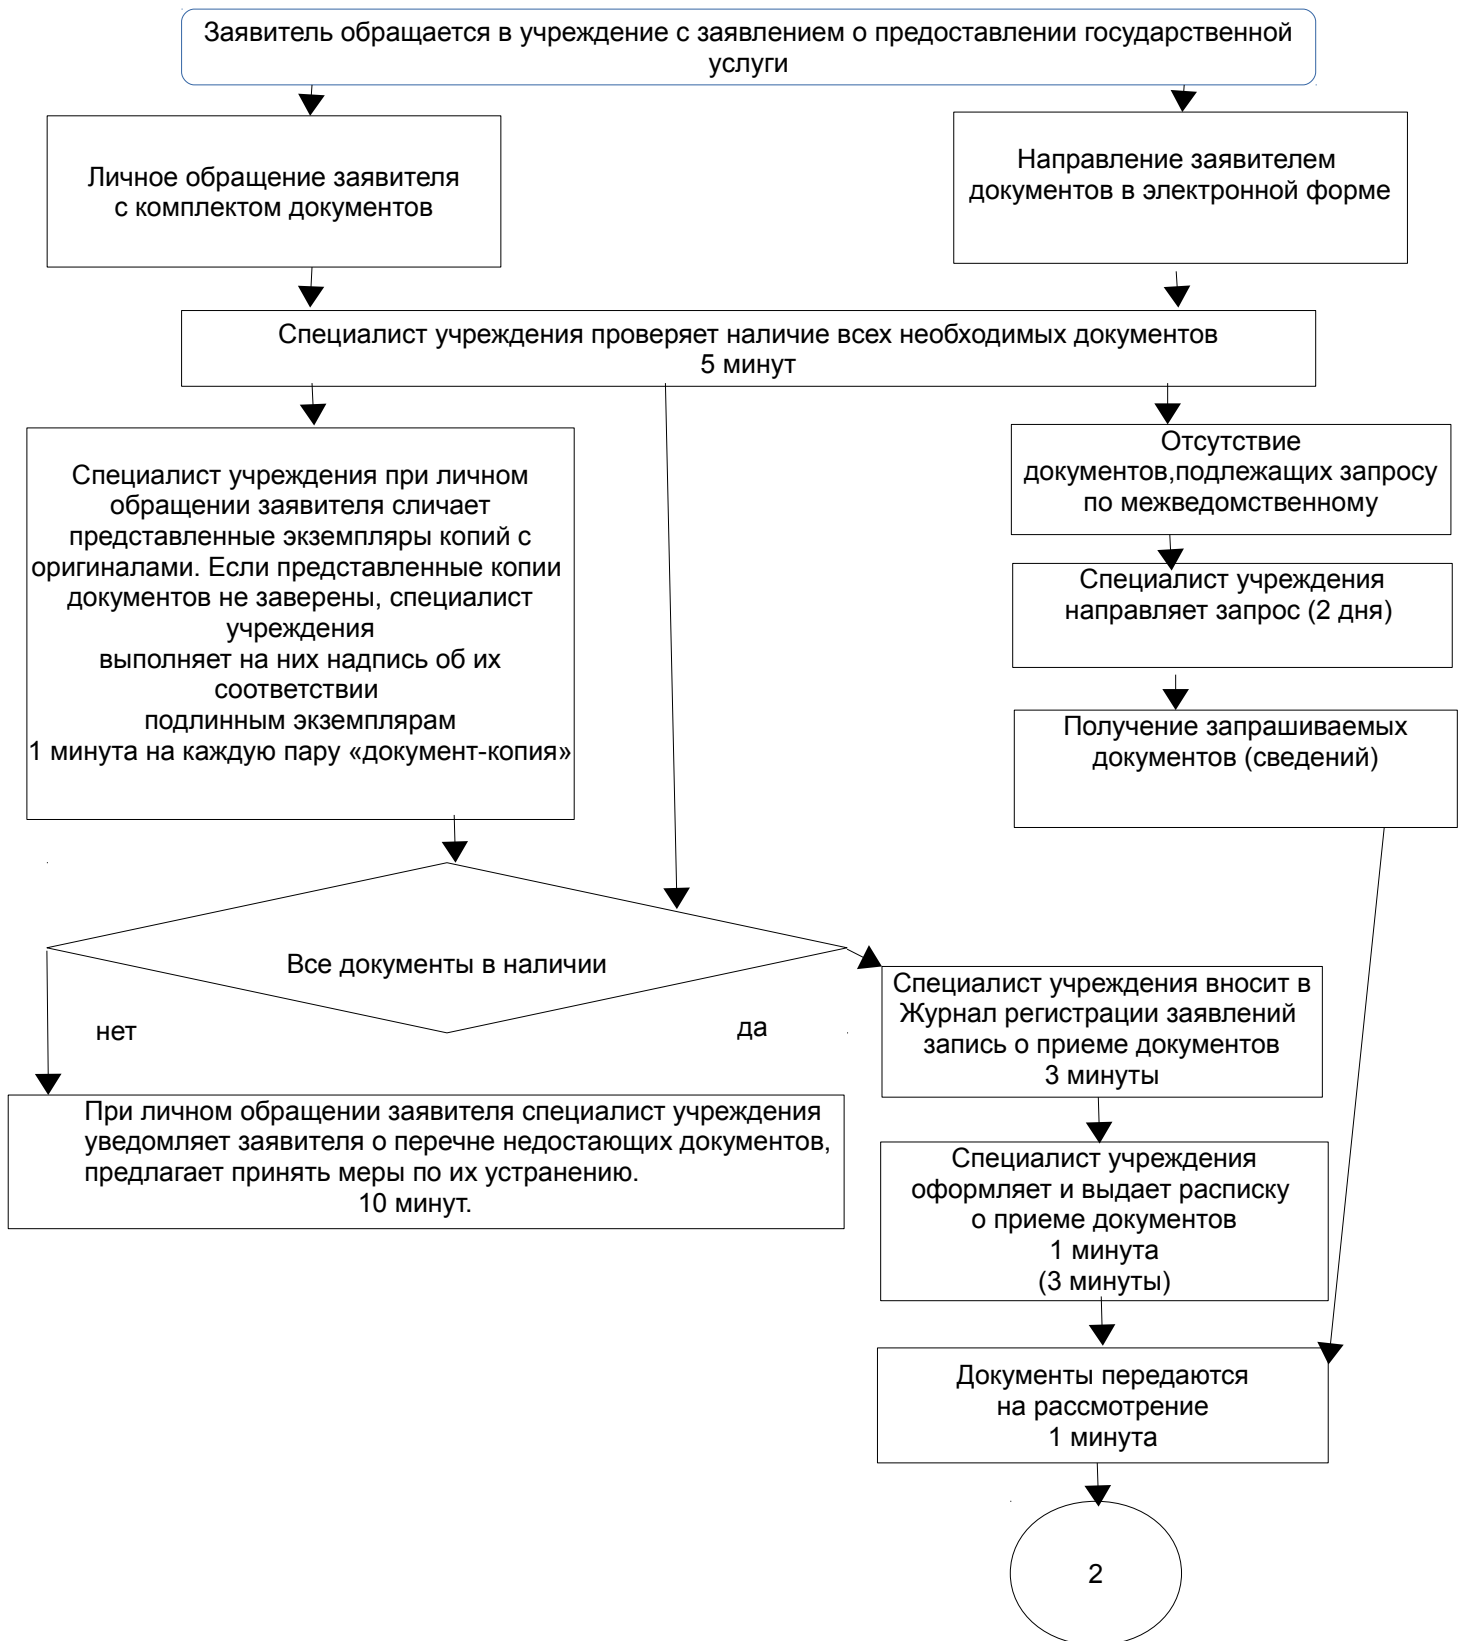 Заявитель обращается в учреждение с заявлением о предоставлении государственной
услуги
Личное обращение заявителя
с комплектом документов
Направление заявителем
документов в электронной форме
Специалист учреждения проверяет наличие всех необходимых документов
5 минут
Специалист учреждения при личном
обращении заявителя сличает
представленные экземпляры копий с
оригиналами. Если представленные копии
документов не заверены, специалист
учреждения
выполняет на них надпись об их
соответствии
подлинным экземплярам
1 минута на каждую пару «документ-копия»
Отсутствие
документов,подлежащих запросу
по межведомственному
Специалист учреждения
направляет запрос (2 дня)
Получение запрашиваемых
документов (сведений)
Все документы в наличии
нет
да
Специалист учреждения вносит в
Журнал регистрации заявлений
запись о приеме документов
3 минуты
При личном обращении заявителя специалист учреждения
уведомляет заявителя о перечне недостающих документов,
предлагает принять меры по их устранению.
10 минут.
Специалист учреждения
оформляет и выдает расписку
о приеме документов
1 минута
(3 минуты)
Документы передаются
на рассмотрение
1 минута
2